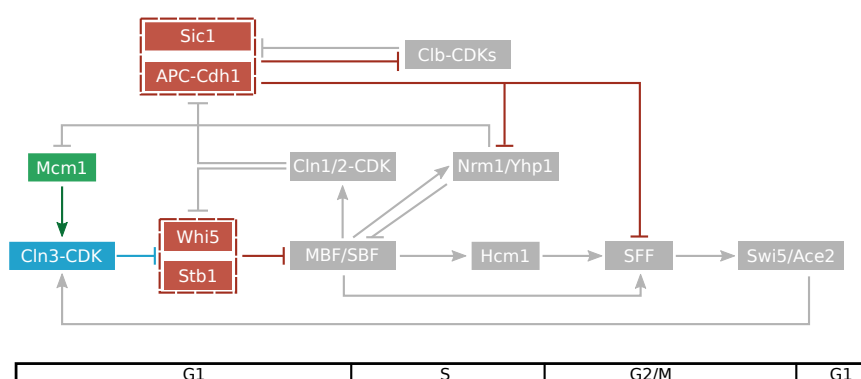 Sic1
APC-Cdh1
Clb-CDKs
Mcm1
Cln1/2-CDK
Nrm1/Yhp1
Whi5
Cln3-CDK
Stb1
MBF/SBF
Hcm1
SFF
Swi5/Ace2
G1
S
G2/M
G1